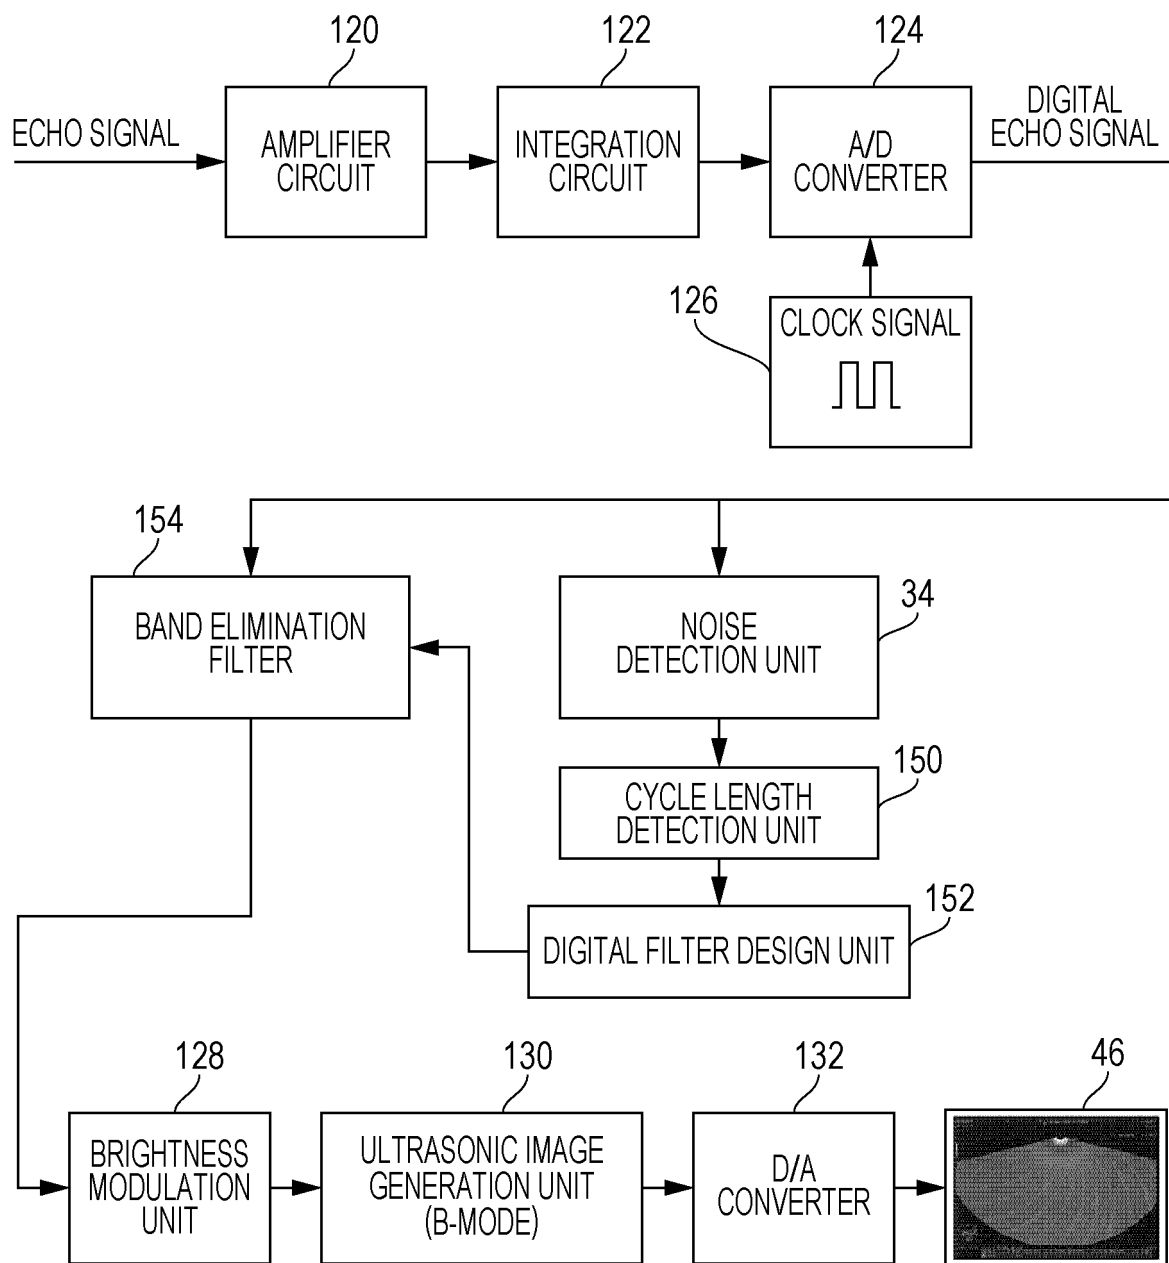 120
122
124
ECHO SIGNAL
AMPLIFIER
CIRCUIT
INTEGRATION
CIRCUIT
A/D
CONVERTER
DIGITAL
ECHO SIGNAL
126
CLOCK SIGNAL
154
BAND ELIMINATION
FILTER
34
NOISE
DETECTION UNIT
150
CYCLE LENGTH
DETECTION UNIT
152
DIGITAL FILTER DESIGN UNIT
128
130
132
46
BRIGHTNESS
MODULATION
UNIT
ULTRASONIC IMAGE
GENERATION UNIT
(B-MODE)
D/A
CONVERTER